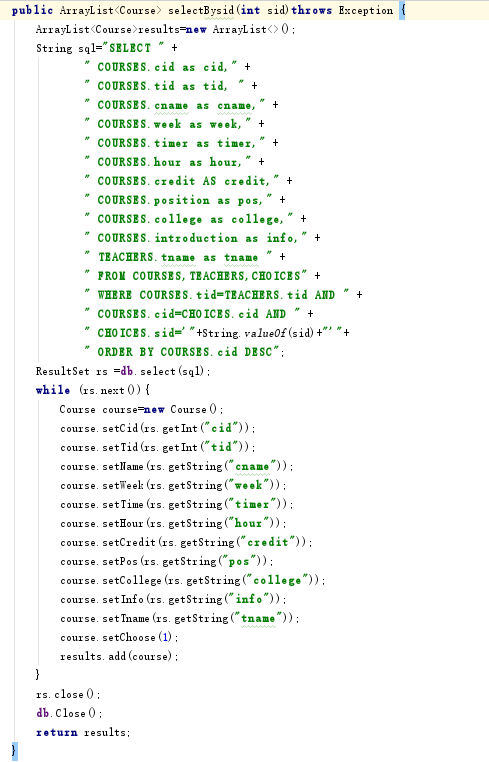 public ArrayList<Course> selectBysid(int sid)throws Exception {
ArrayList<Course>results=new ArrayList<>();
String sql="SELECT " +
" COURSES.cid as cid," +
" COURSES.tid as tid, " +
" COURSES.cname as cname," +
" COURSES.week as week," +
" COURSES.timer as timer," +
" COURSES.hour as hour," +
" COURSES.credit AS credit," +
" COURSES.position as pos," +
" COURSES.college as college," +
" COURSES.introduction as info," +
" TEACHERS.tname as tname " +
" FROM COURSES,TEACHERS,CHOICES" +
" WHERE COURSES.tid=TEACHERS.tid AND " +
" COURSES.cid=CHOICES.cid AND " +
" CHOICES.sid='"+String.valueOf(sid)+"'"+
" ORDER BY COURSES.cid DESC";
ResultSet rs =db.select(sql);
while (rs.next()){
Course course=new Course();
course.setCid(rs.getInt("cid"));
course.setTid(rs.getInt("tid"));
course.setName(rs.getString("cname"));
course.setWeek(rs.getString("week"));
course.setTime(rs.getString("timer"));
course.setHour(rs.getString("hour"));
course.setCredit(rs.getString("credit"));
course.setPos(rs.getString("pos"));
course.setCollege(rs.getString("college"));
course.setInfo(rs.getString("info"));
course.setTname(rs.getString("tname"));
course.setChoose(1);
results.add(course);
}
rs.close();
db.Close();
return results;
}